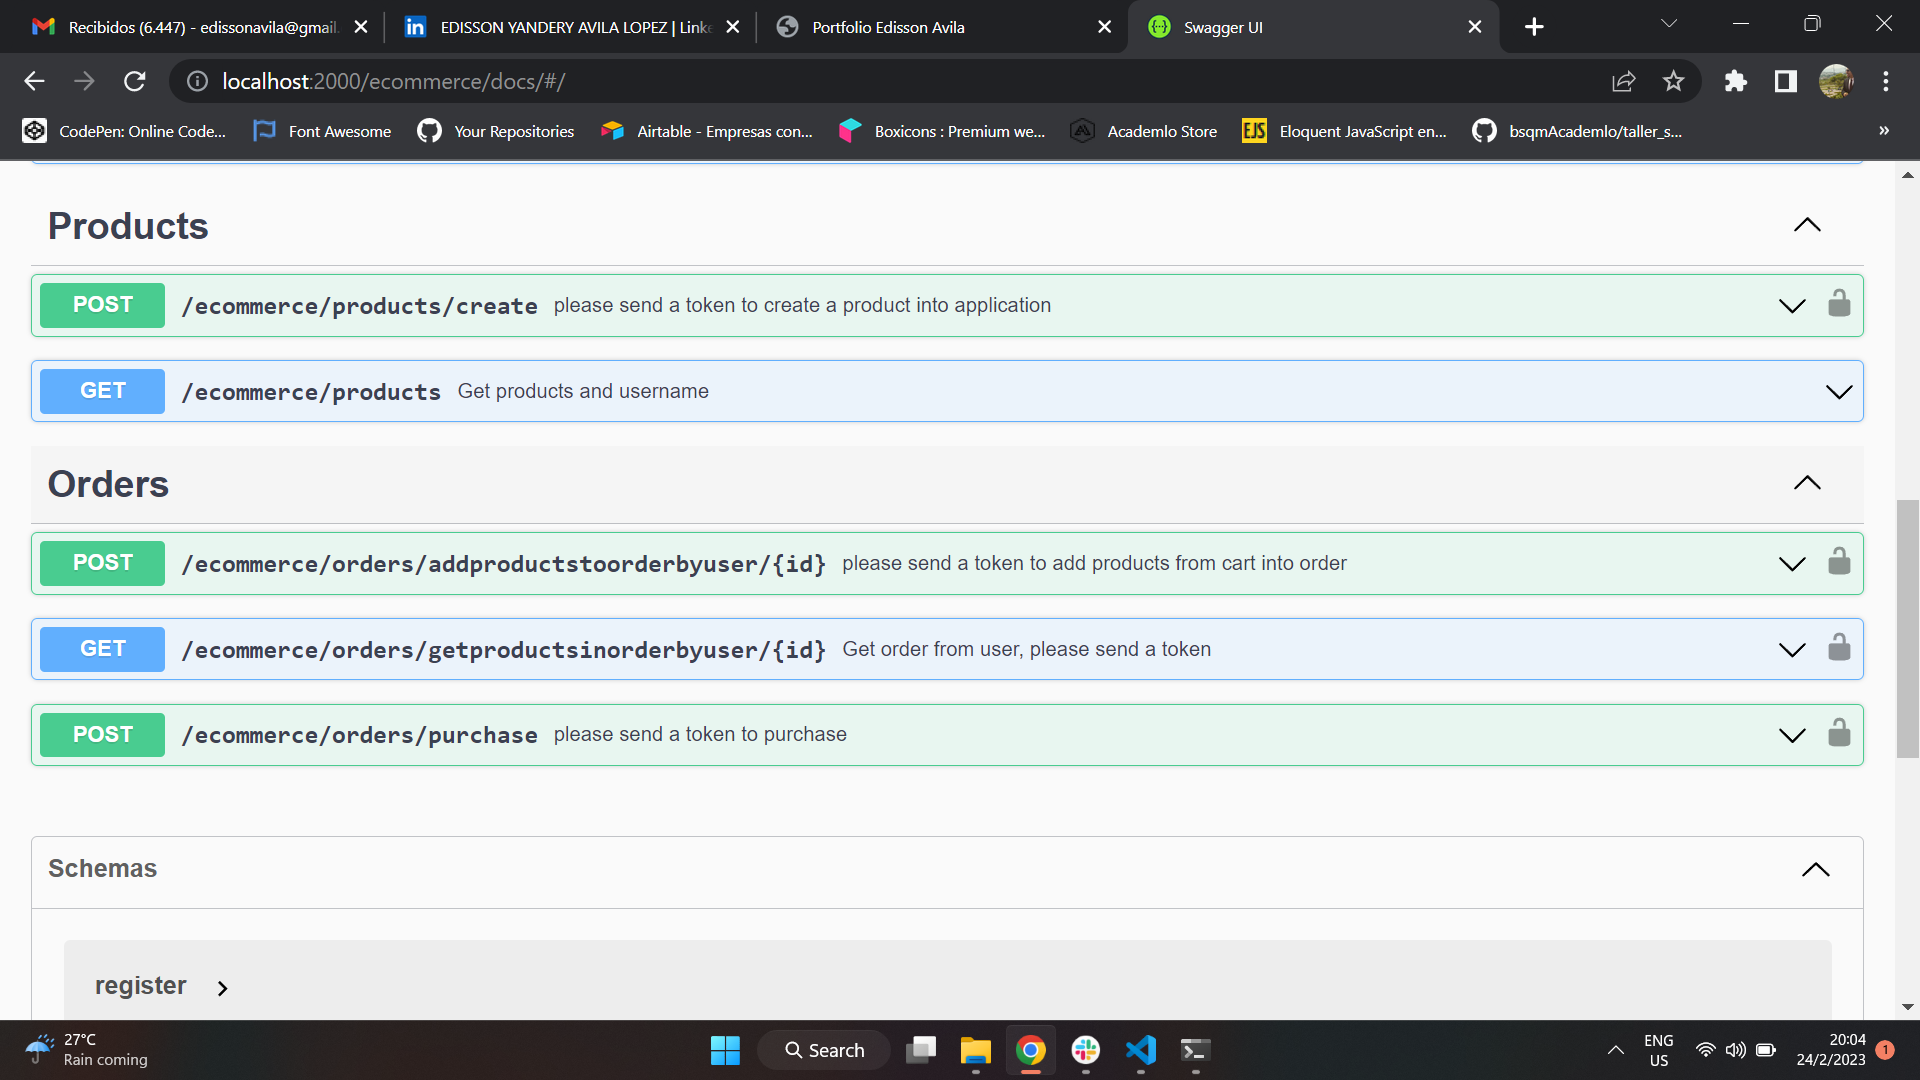 Recibidos (6.447) - edissonavila@gmail.
EDISSON YANDERY AVILA LOPEZ | Linke
Portfolio Edisson Avila
Swagger UI
localhost:2000/ecommerce/docs/#/
CodePen: Online Code...
Font Awesome
Your Repositories
Airtable - Empresas con...
Boxicons : Premium we...
Academlo Store
EJS
Eloquent JavaScript en...
bsqmAcademlo/taller_s...
»
Products
POST /ecommerce/products/create please send a token to create a product into application
GET /ecommerce/products Get products and username
Orders
POST /ecommerce/orders/addproductstoorderbyuser/{id} please send a token to add products from cart into order
GET /ecommerce/orders/getproductsinorderbyuser/{id} Get order from user, please send a token
POST /ecommerce/orders/purchase please send a token to purchase
Schemas
register
27°C
Rain coming
Search
ENG
US
20:04
24/2/2023
1